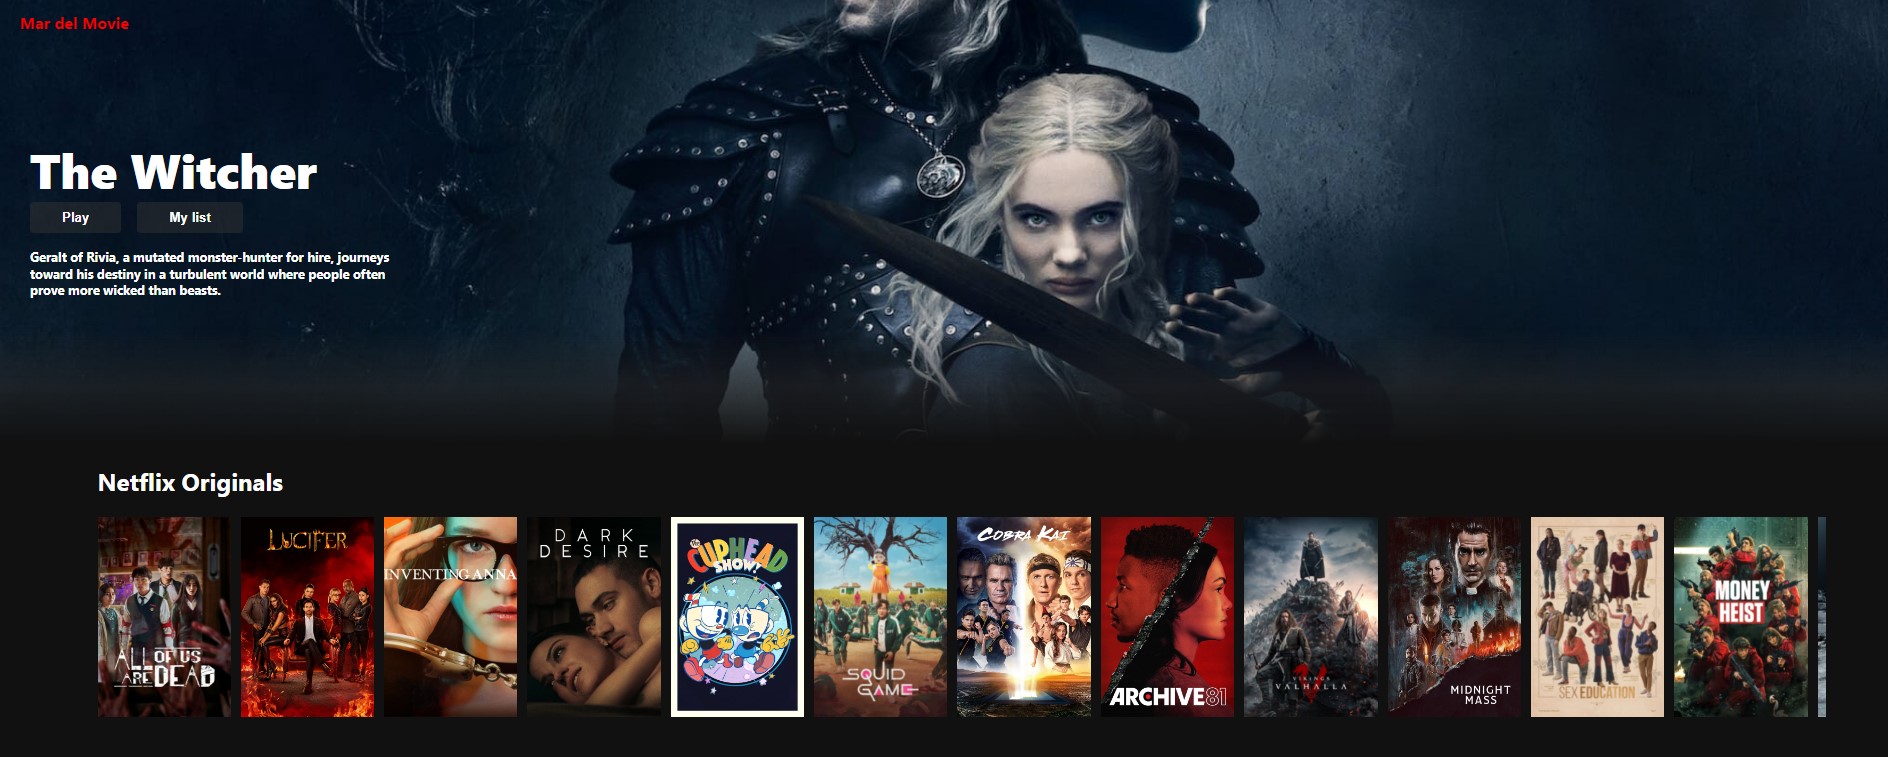 Mar del Movie
The Witcher
Play
My list
Geralt of Rivia, a mutated monster-hunter for hire, journeys
toward his destiny in a turbulent world where people often
prove more wicked than beasts.
Netflix Originals
ALL OF US
ARE DEAD
LUCIFER
INVENTING ANNA
DARK
DESIRE
THE
CUPHEAD
SHOW!
SQUID
GAME
COBRA KAI
ARCHIVE 81
VIKINGS
VALHALLA
MIDNIGHT
MASS
SEX EDUCATION
MONEY
HEIST